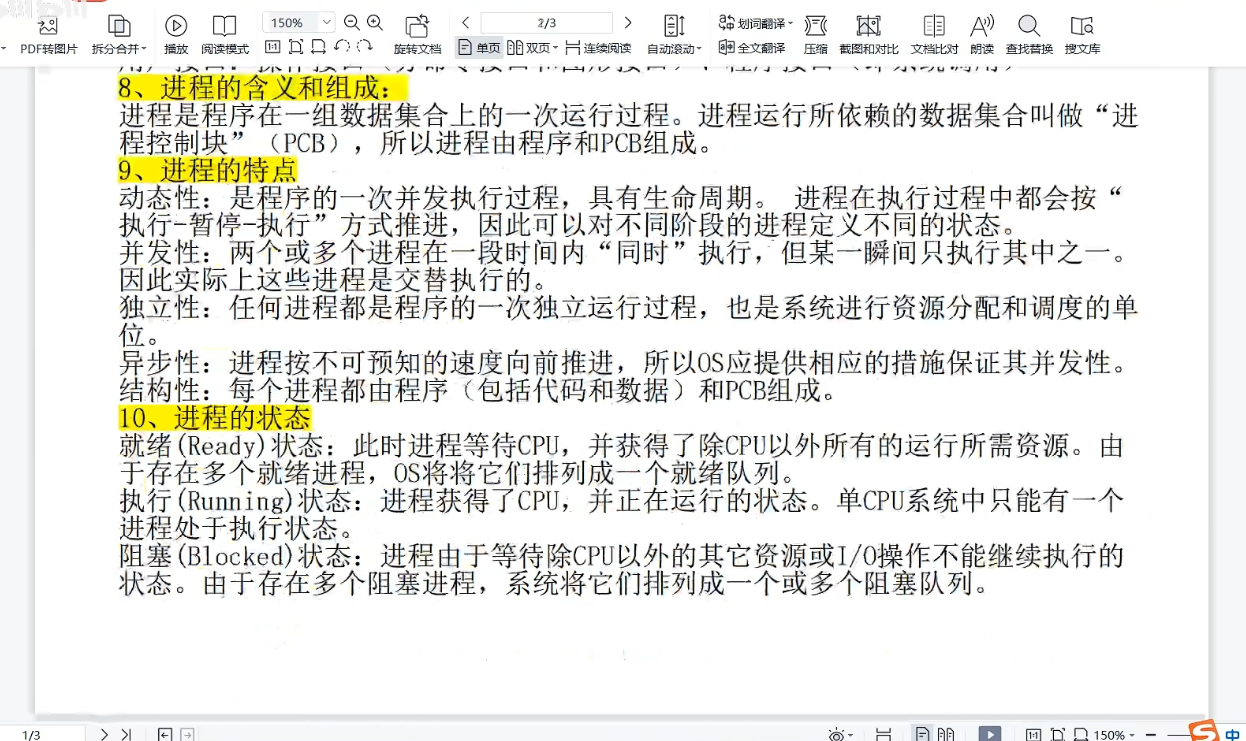 150% 2/3 划词翻译
PDF转图片 拆分合并 播放 阅读模式 旋转文档 单页 双页 连续阅读 自动滚动 全文翻译 压缩 截图和对比 文档比对 朗读 查找替换 搜文库
8、进程的含义和组成：
进程是程序在一组数据集合上的一次运行过程。进程运行所依赖的数据集合叫做“进
程控制块”（PCB），所以进程由程序和PCB组成。
9、进程的特点
动态性：是程序的一次并发执行过程，具有生命周期。 进程在执行过程中都会按“
执行-暂停-执行”方式推进，因此可以对不同阶段的进程定义不同的状态。
并发性：两个或多个进程在一段时间内“同时”执行，但某一瞬间只执行其中之一。
因此实际上这些进程是交替执行的。
独立性：任何进程都是程序的一次独立运行过程，也是系统进行资源分配和调度的单
位。
异步性：进程按不可预知的速度向前推进，所以OS应提供相应的措施保证其并发性。
结构性：每个进程都由程序（包括代码和数据）和PCB组成。
10、进程的状态
就绪(Ready)状态：此时进程等待CPU，并获得了除CPU以外所有的运行所需资源。由
于存在多个就绪进程，OS将将它们排列成一个就绪队列。
执行(Running)状态：进程获得了CPU，并正在运行的状态。单CPU系统中只能有一个
进程处于执行状态。
阻塞(Blocked)状态：进程由于等待除CPU以外的其它资源或I/O操作不能继续执行的
状态。由于存在多个阻塞进程，系统将它们排列成一个或多个阻塞队列。
1/3 150% 中